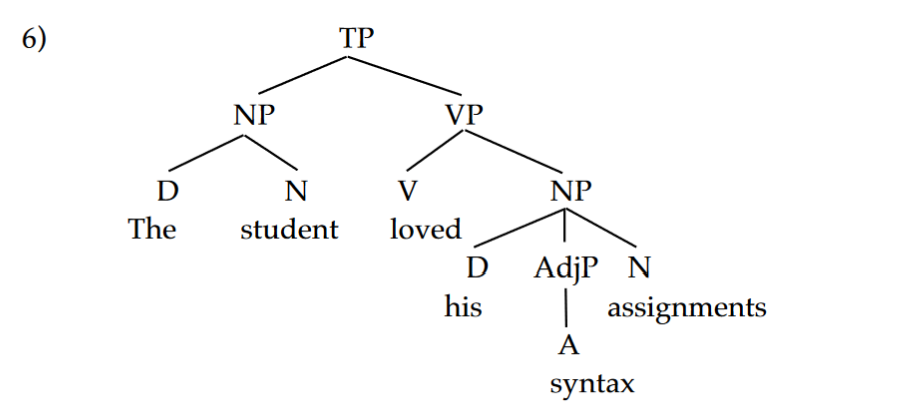 6)
TP
NP VP
D N V NP
The student loved
D AdjP N
his assignments
A
syntax